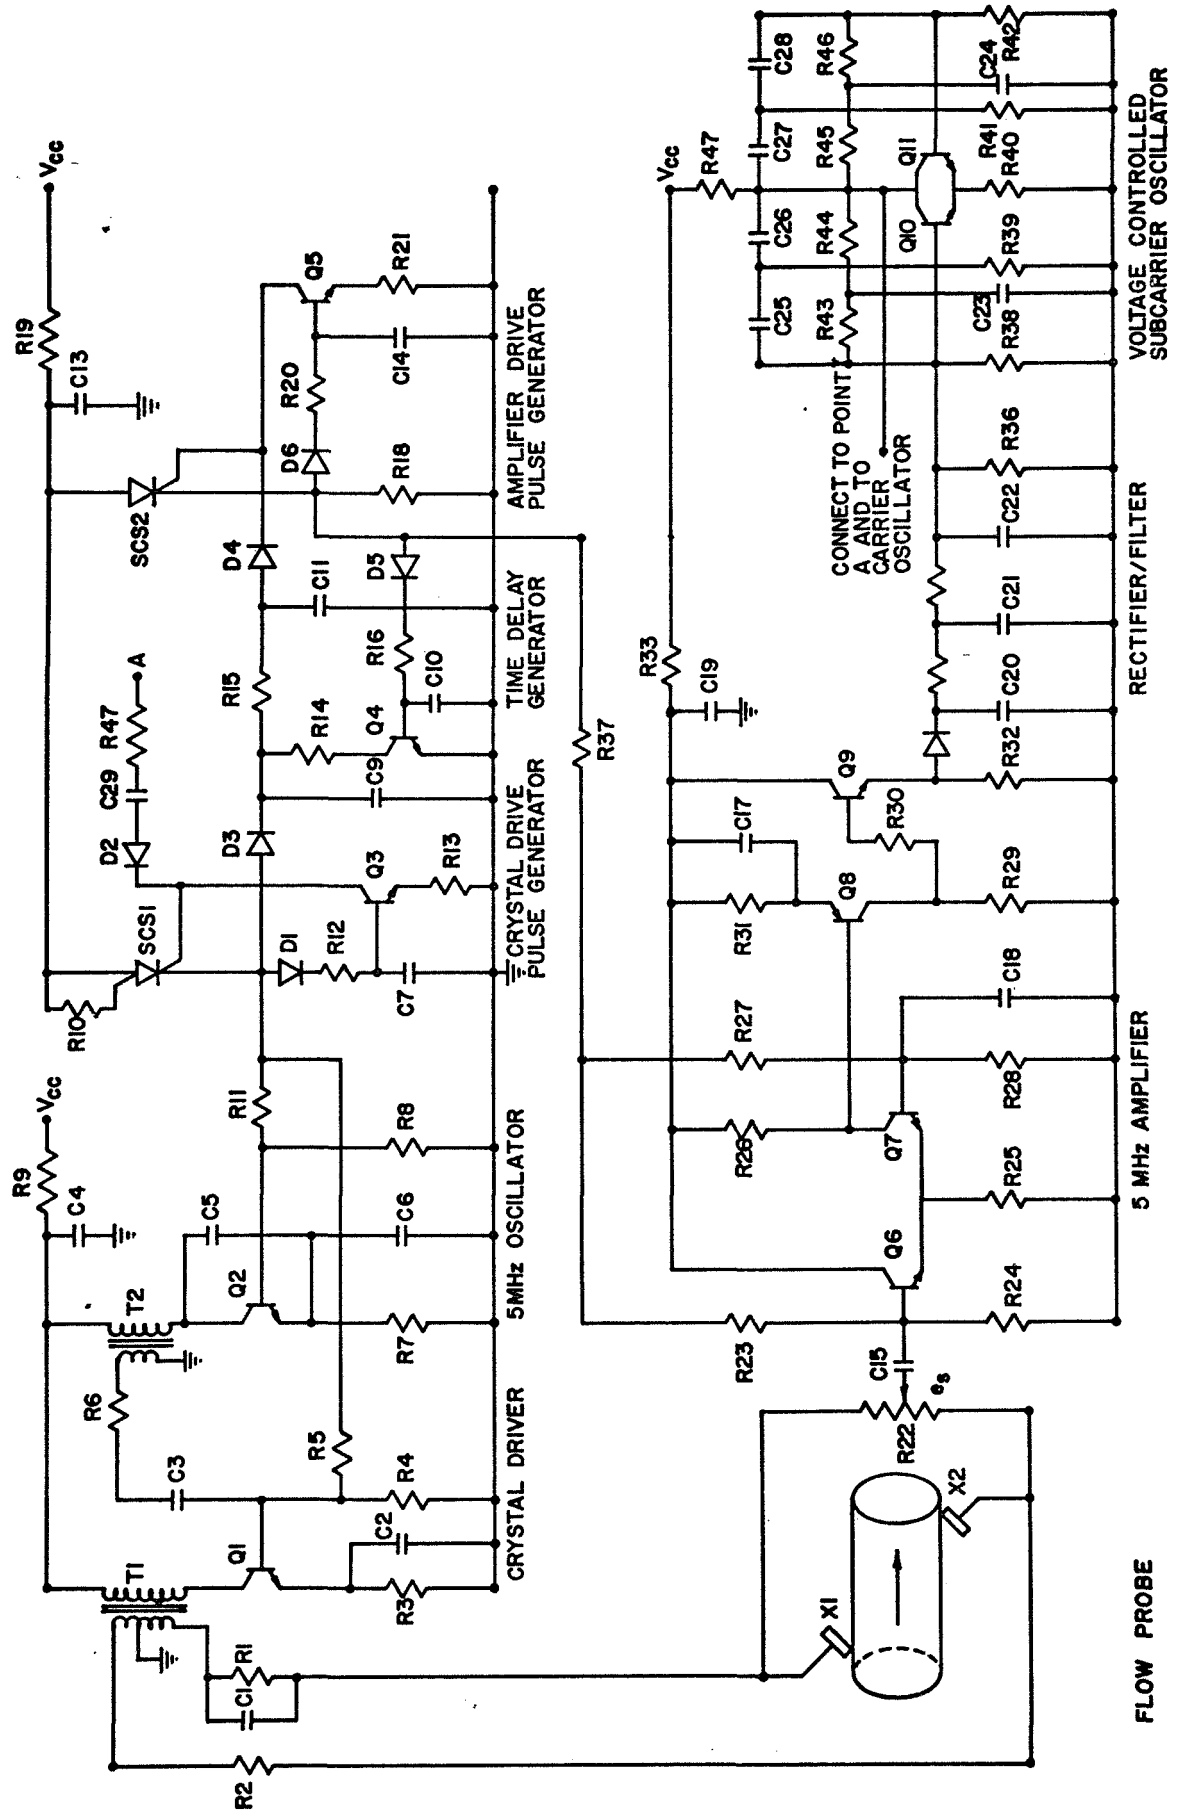 R9
Vcc
C4
T2
R6
C3
T1
C5
Q2
C6
R7
R8
R11
R5
R4
C2
Q1
R3
R1
C1
R2
CRYSTAL DRIVER
5MHz OSCILLATOR
R19
Vcc
C13
R10
SCS1
D2
C29
R47
A
SCS2
D3
D1
R12
C7
Q3
R13
C9
R14
Q4
R15
R16
C10
D5
C11
D4
D6
R18
R20
C14
Q5
R21
CRYSTAL DRIVE
PULSE GENERATOR
TIME DELAY
GENERATOR
AMPLIFIER DRIVE
PULSE GENERATOR
R37
R33
Vcc
C19
R47
R23
R26
R27
R31
C17
Q8
Q9
R30
Q6
Q7
C15
es
R22
R24
R25
R28
C18
R29
R32
C20
C21
C22
R36
X1
X2
C25
C26
C27
C28
R43
R44
R45
R46
CONNECT TO POINT
A AND TO
CARRIER
OSCILLATOR
Q10
Q11
R38
C23
R39
R40
R41
C24
R42
FLOW PROBE
5 MHz AMPLIFIER
RECTIFIER/FILTER
VOLTAGE CONTROLLED
SUBCARRIER OSCILLATOR